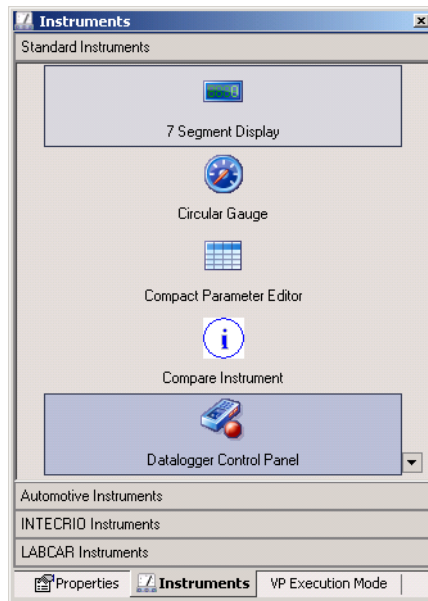 Instruments
Standard Instruments
7 Segment Display
Circular Gauge
Compact Parameter Editor
i
Compare Instrument
Datalogger Control Panel
Automotive Instruments
INTECRIO Instruments
LABCAR Instruments
Properties Instruments VP Execution Mode